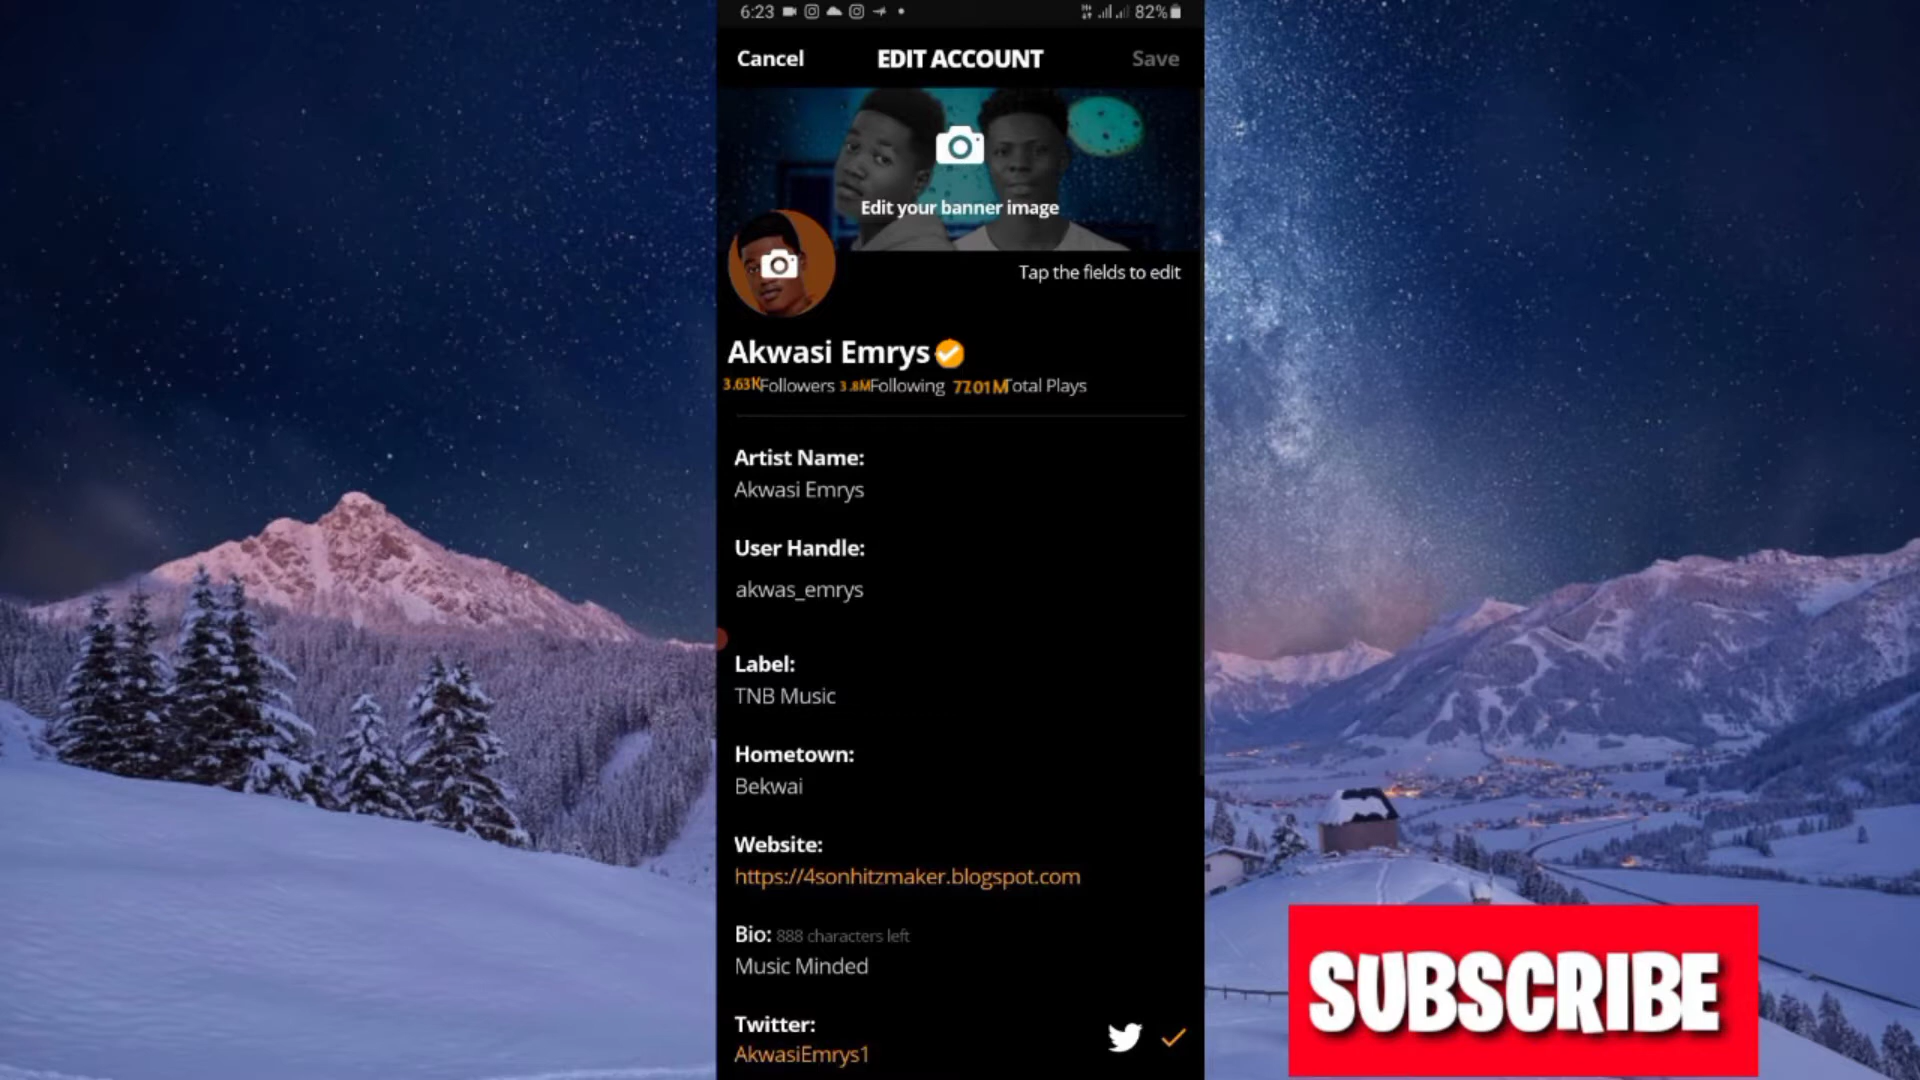 6:23 82%
Cancel EDIT ACCOUNT Save
Edit your banner image
Tap the fields to edit
Akwasi Emrys
3.63K Followers 3.8M Following 77.01M Total Plays
Artist Name:
Akwasi Emrys
User Handle:
akwas_emrys
Label:
TNB Music
Hometown:
Bekwai
Website:
https://4sonhitzmaker.blogspot.com
Bio: 888 characters left
Music Minded
Twitter:
AkwasiEmrys1
SUBSCRIBE